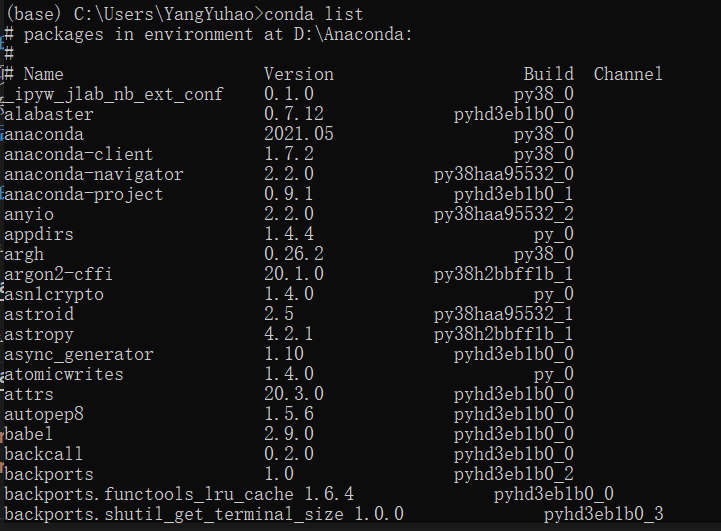 (base) C:\Users\YangYuhao>conda list
# packages in environment at D:\Anaconda:
#
# Name Version Build Channel
_ipyw_jlab_nb_ext_conf 0.1.0 py38_0
alabaster 0.7.12 pyhd3eb1b0_0
anaconda 2021.05 py38_0
anaconda-client 1.7.2 py38_0
anaconda-navigator 2.2.0 py38haa95532_0
anaconda-project 0.9.1 pyhd3eb1b0_1
anyio 2.2.0 py38haa95532_2
appdirs 1.4.4 py_0
argh 0.26.2 py38_0
argon2-cffi 20.1.0 py38h2bbff1b_1
asn1crypto 1.4.0 py_0
astroid 2.5 py38haa95532_1
astropy 4.2.1 py38h2bbff1b_1
async_generator 1.10 pyhd3eb1b0_0
atomicwrites 1.4.0 py_0
attrs 20.3.0 pyhd3eb1b0_0
autopep8 1.5.6 pyhd3eb1b0_0
babel 2.9.0 pyhd3eb1b0_0
backcall 0.2.0 pyhd3eb1b0_0
backports 1.0 pyhd3eb1b0_2
backports.functools_lru_cache 1.6.4 pyhd3eb1b0_0
backports.shutil_get_terminal_size 1.0.0 pyhd3eb1b0_3